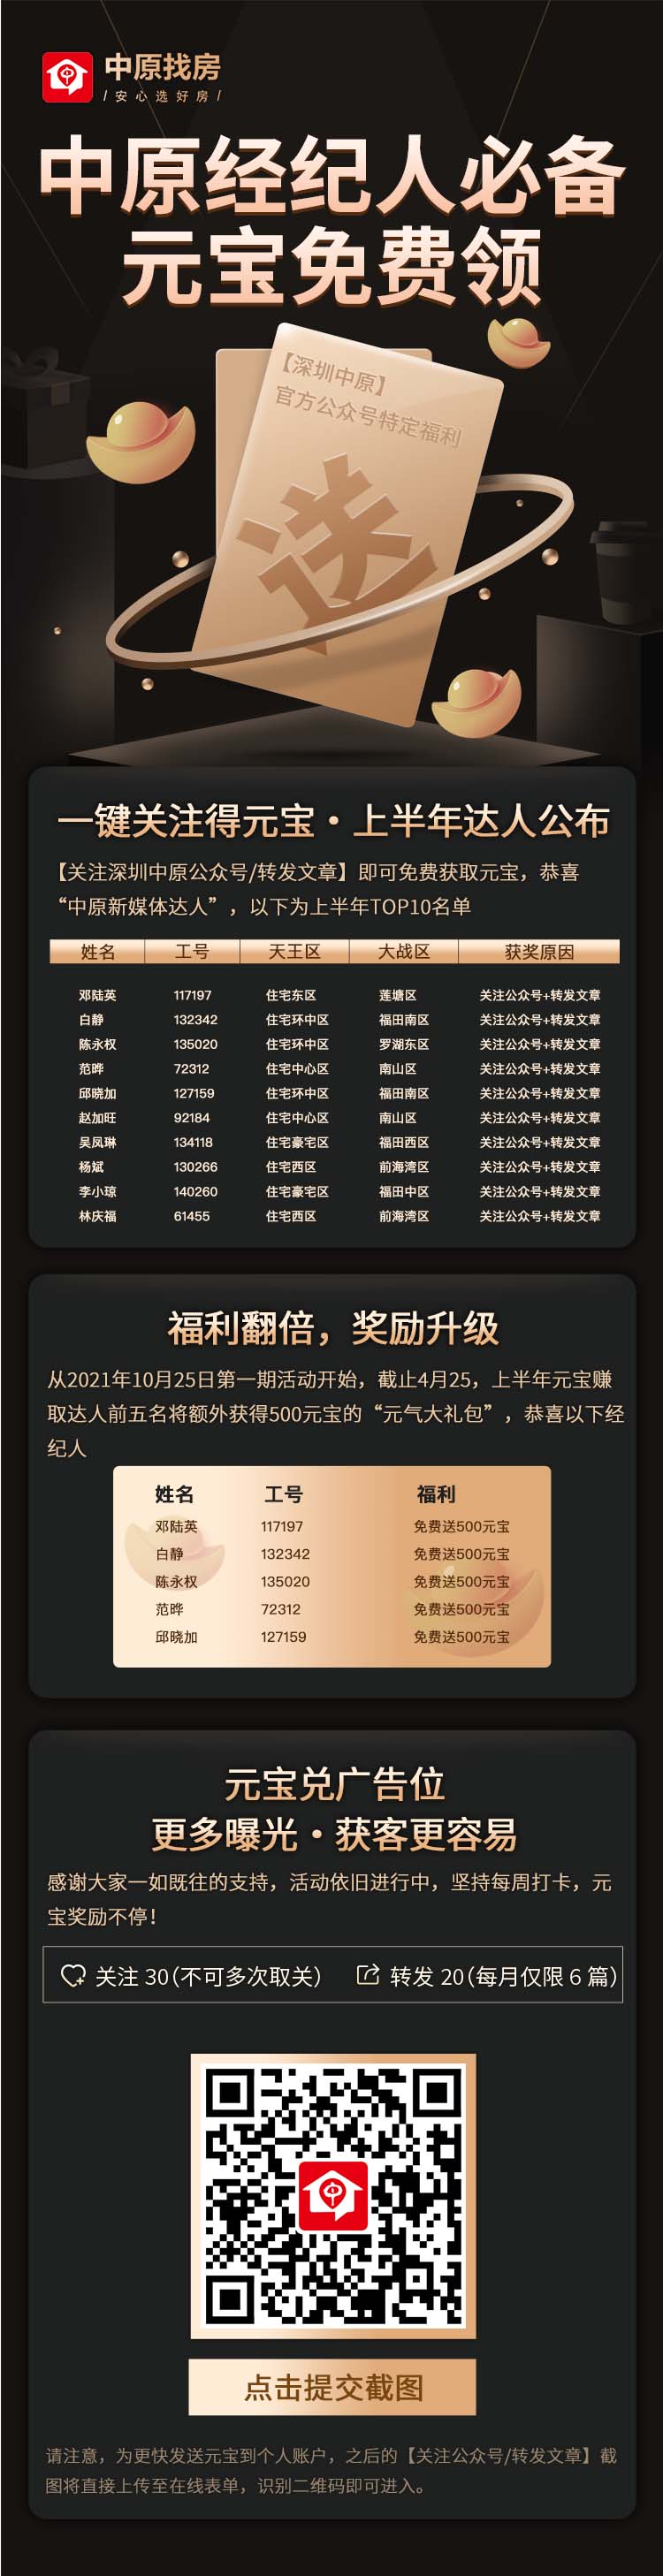 中原找房
/ 安心选好房 /
中原经纪人必备
元宝免费领
【深圳中原】
官方公众号特定福利
送
一键关注得元宝·上半年达人公布
【关注深圳中原公众号/转发文章】即可免费获取元宝，恭喜
“中原新媒体达人”，以下为上半年TOP10名单
姓名 工号 天王区 大战区 获奖原因
邓陆英 117197 住宅东区 莲塘区 关注公众号+转发文章
白静 132342 住宅环中区 福田南区 关注公众号+转发文章
陈永权 135020 住宅环中区 罗湖东区 关注公众号+转发文章
范晔 72312 住宅中心区 南山区 关注公众号+转发文章
邱晓加 127159 住宅环中区 福田南区 关注公众号+转发文章
赵加旺 92184 住宅中心区 南山区 关注公众号+转发文章
吴凤琳 134118 住宅豪宅区 福田西区 关注公众号+转发文章
杨斌 130266 住宅西区 前海湾区 关注公众号+转发文章
李小琼 140260 住宅豪宅区 福田中区 关注公众号+转发文章
林庆福 61455 住宅西区 前海湾区 关注公众号+转发文章
福利翻倍，奖励升级
从2021年10月25日第一期活动开始，截止4月25，上半年元宝赚
取达人前五名将额外获得500元宝的“元气大礼包”，恭喜以下经
纪人
姓名 工号 福利
邓陆英 117197 免费送500元宝
白静 132342 免费送500元宝
陈永权 135020 免费送500元宝
范晔 72312 免费送500元宝
邱晓加 127159 免费送500元宝
元宝兑广告位
更多曝光·获客更容易
感谢大家一如既往的支持，活动依旧进行中，坚持每周打卡，元
宝奖励不停！
关注 30（不可多次取关） 转发 20（每月仅限 6 篇）
点击提交截图
请注意，为更快发送元宝到个人账户，之后的【关注公众号/转发文章】截
图将直接上传至在线表单，识别二维码即可进入。